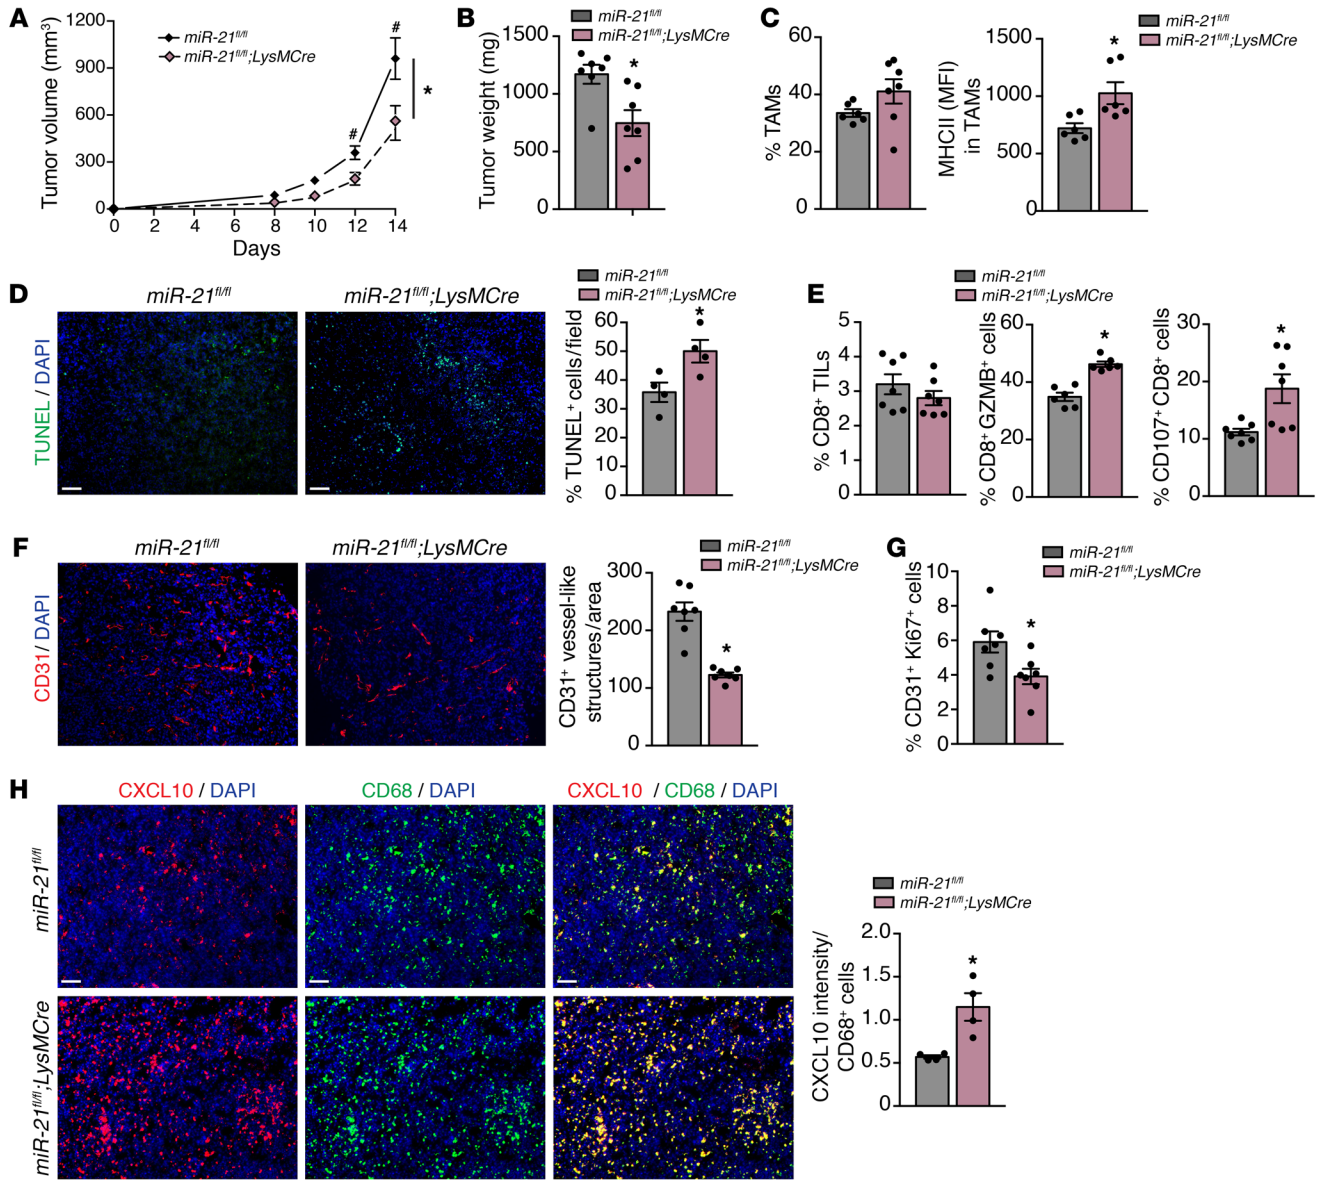 A
Tumor volume (mm³)
1,200
900
600
300
0
0 2 4 6 8 10 12 14
Days
miR-21fl/fl
miR-21fl/fl;LysMCre
#
#
*
B
miR-21fl/fl
miR-21fl/fl;LysMCre
Tumor weight (mg)
1500
1000
500
0
*
C
miR-21fl/fl
miR-21fl/fl;LysMCre
% TAMs
60
40
20
0
MHCII (MFI)
in TAMs
1500
1000
500
0
*
D
miR-21fl/fl
miR-21fl/fl;LysMCre
TUNEL / DAPI
miR-21fl/fl
miR-21fl/fl;LysMCre
% TUNEL⁺ cells/field
60
50
40
30
20
10
0
*
E
miR-21fl/fl
miR-21fl/fl;LysMCre
% CD8⁺ TILs
5
4
3
2
1
0
% CD8⁺ GZMB⁺ cells
60
40
20
0
*
% CD107⁺ CD8⁺ cells
30
20
10
0
*
F
miR-21fl/fl
miR-21fl/fl;LysMCre
CD31/ DAPI
miR-21fl/fl
miR-21fl/fl;LysMCre
CD31⁺ vessel-like
structures/area
300
200
100
0
*
G
miR-21fl/fl
miR-21fl/fl;LysMCre
% CD31⁺ Ki67⁺ cells
10
8
6
4
2
0
*
H
CXCL10 / DAPI
CD68 / DAPI
CXCL10 / CD68 / DAPI
miR-21fl/fl
miR-21fl/fl;LysMCre
miR-21fl/fl
miR-21fl/fl;LysMCre
CXCL10 intensity/
CD68⁺ cells
2.0
1.5
1.0
0.5
0
*